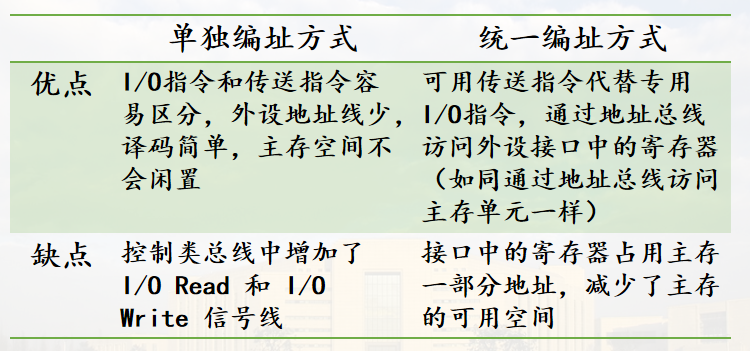 单独编址方式
统一编址方式
优点
I/O指令和传送指令容
易区分，外设地址线少，
译码简单，主存空间不
会闲置
可用传送指令代替专用
I/O指令，通过地址总线
访问外设接口中的寄存器
（如同通过地址总线访问
主存单元一样）
缺点
控制类总线中增加了
I/O Read 和 I/O
Write 信号线
接口中的寄存器占用主存
一部分地址，减少了主存
的可用空间